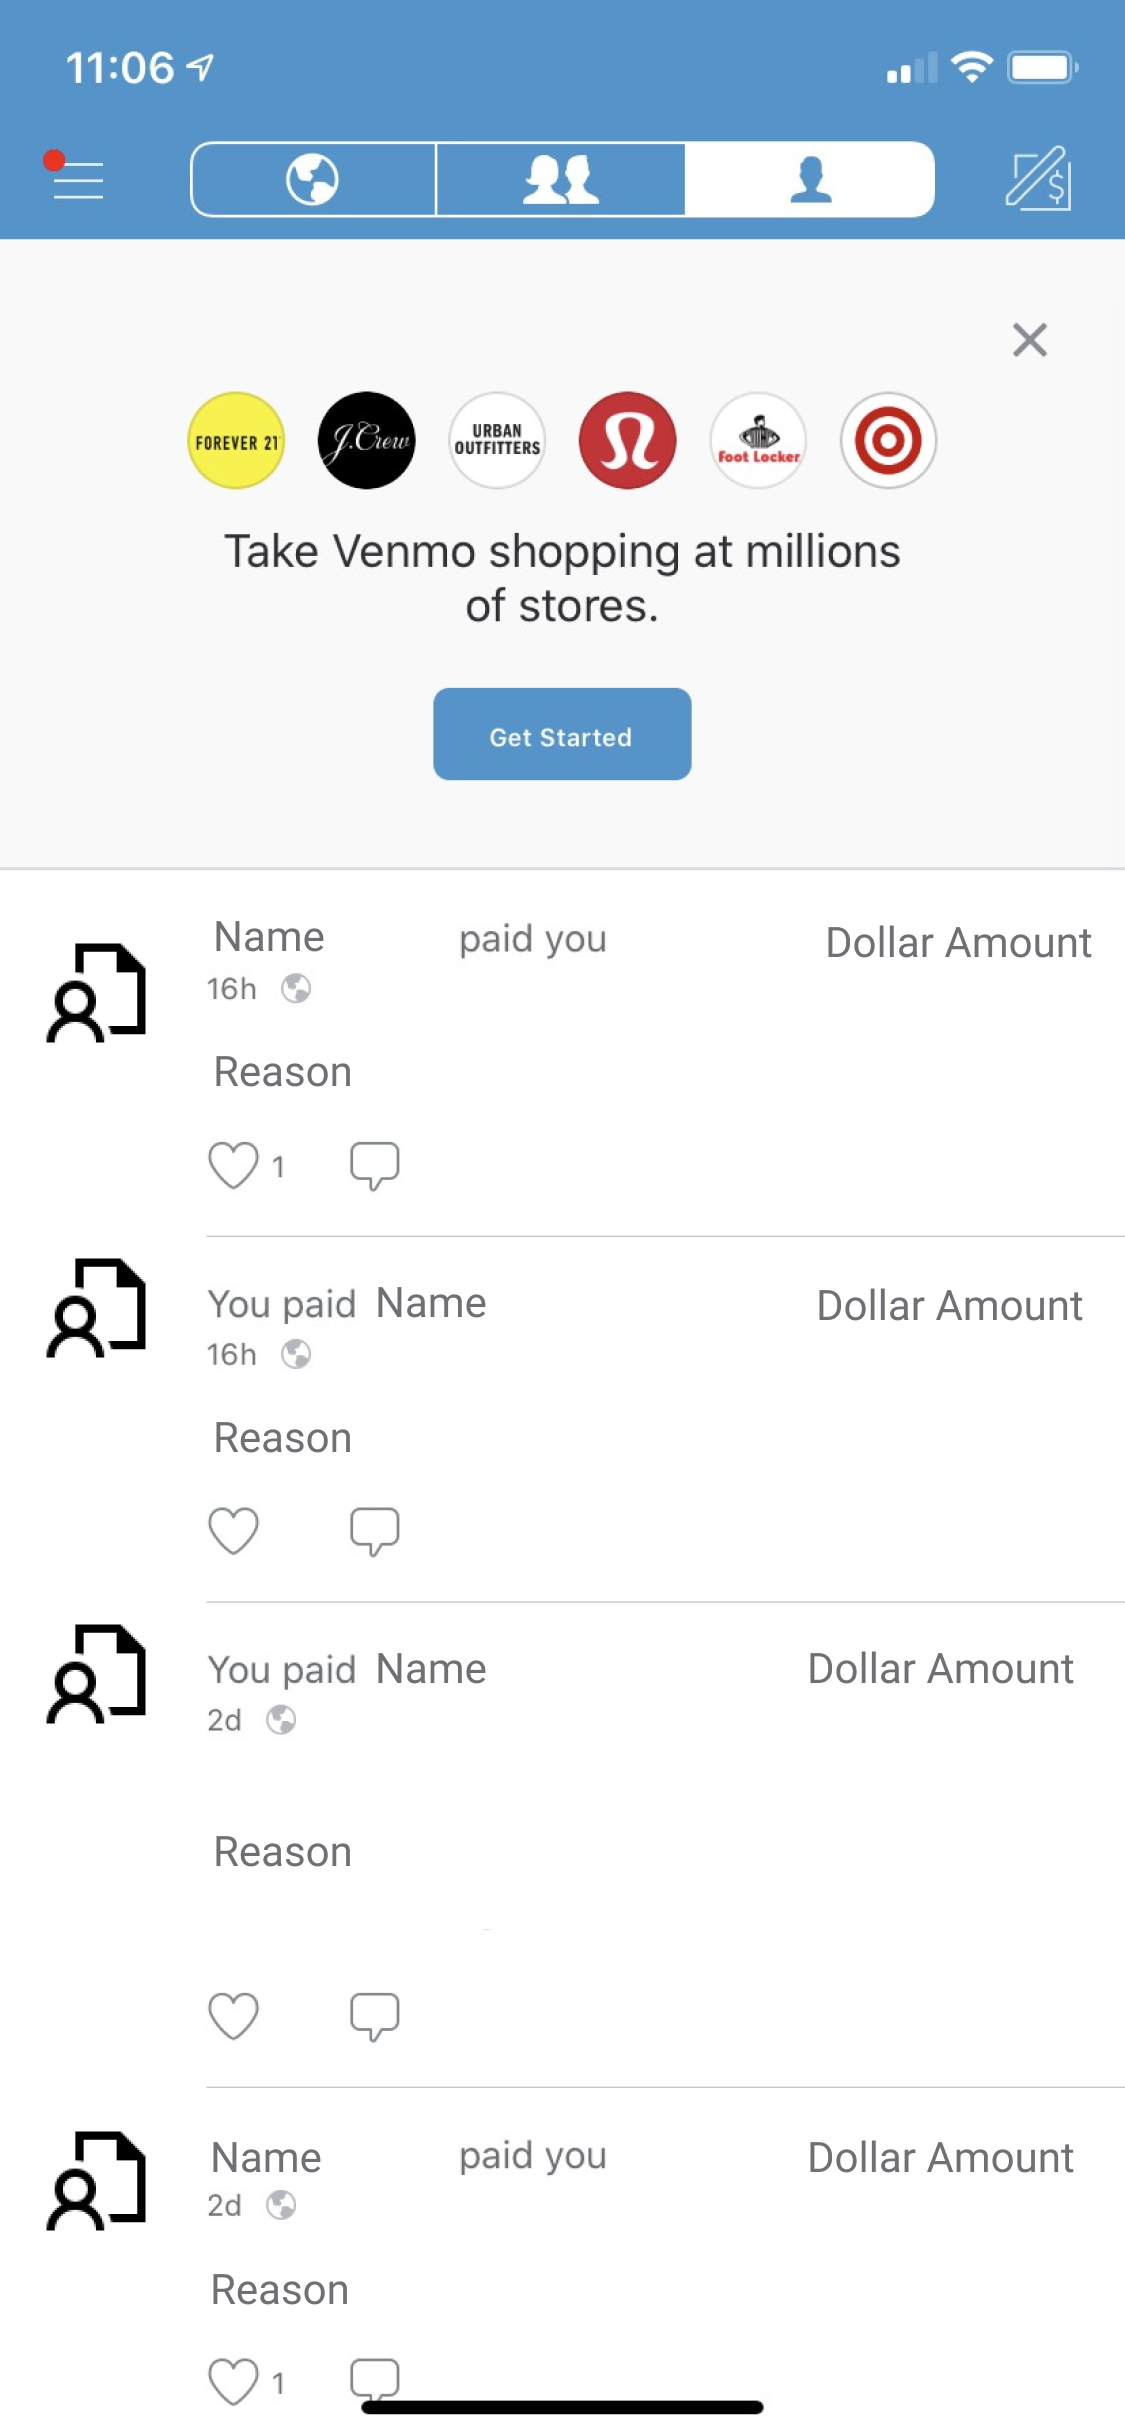 11:06
FOREVER 21
J.Crew
URBAN
OUTFITTERS
Foot Locker
Take Venmo shopping at millions
of stores.
Get Started
Name paid you Dollar Amount
16h
Reason
1
You paid Name Dollar Amount
16h
Reason
You paid Name Dollar Amount
2d
Reason
Name paid you Dollar Amount
2d
Reason
1